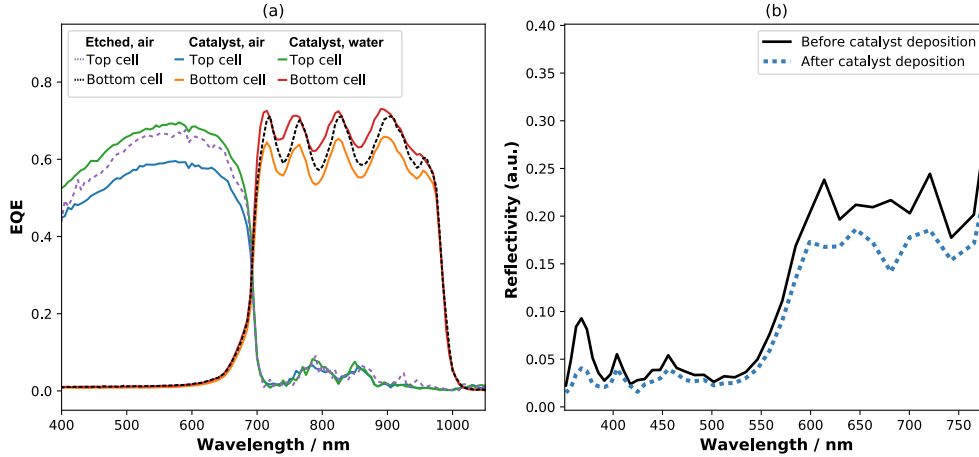 (a)
Etched, air Catalyst, air Catalyst, water
Top cell Top cell Top cell
Bottom cell Bottom cell Bottom cell
0.8
0.6
0.4
0.2
0.0
EQE
400 500 600 700 800 900 1000
Wavelength / nm
(b)
Before catalyst deposition
After catalyst deposition
0.40
0.35
0.30
0.25
0.20
0.15
0.10
0.05
0.00
Reflectivity (a.u.)
400 450 500 550 600 650 700 750
Wavelength / nm